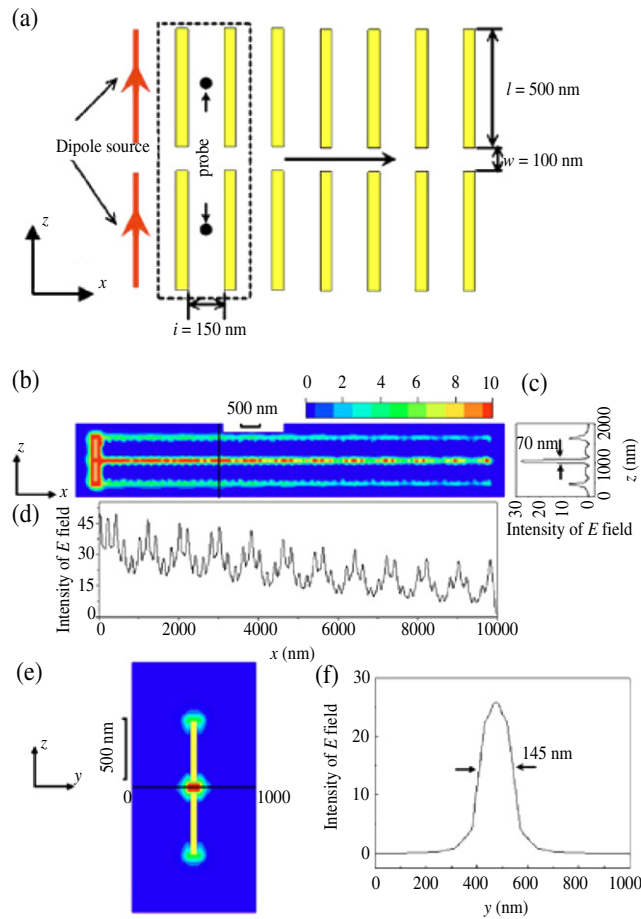 (a)
Dipole source
probe
l = 500 nm
w = 100 nm
z
x
i = 150 nm
(b)
0 2 4 6 8 10
500 nm
z
x
(c)
70 nm
0 1000 2000
z (nm)
30 20 10 0
Intensity of E field
(d)
Intensity of E field
45
30
15
0
0 2000 4000 6000 8000 10000
x (nm)
(e)
z
y
500 nm
0
1000
(f)
Intensity of E field
30
20
10
0
145 nm
0 200 400 600 800 1000
y (nm)